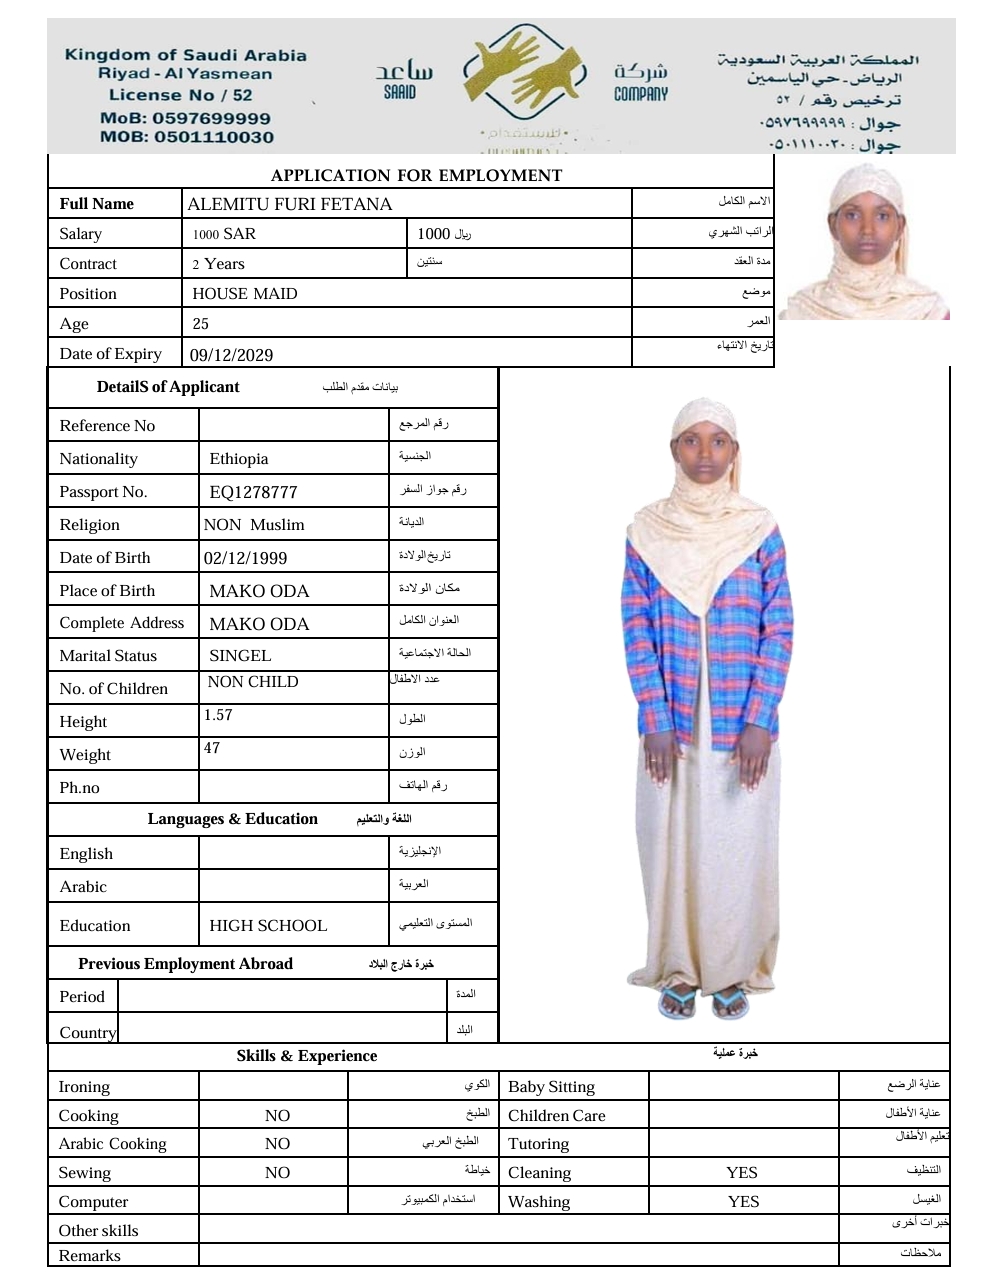 Kingdom of Saudi Arabia
Riyad - Al Yasmean
License No / 52
MoB: 0597699999
MOB: 0501110030
ساعد
SAAID
شركة
COMPANY
للاستقدام
المملكة العربية السعودية
الرياض - حي الياسمين
ترخيص رقم / ٥٢
جوال : ٠٥٩٧٦٩٩٩٩٩
جوال : ٠٥٠١١١٠٠٣٠
APPLICATION FOR EMPLOYMENT
Full Name ALEMITU FURI FETANA الاسم الكامل
Salary 1000 SAR 1000 ريال الراتب الشهري
Contract 2 Years سنتين مدة العقد
Position HOUSE MAID موضع
Age 25 العمر
Date of Expiry 09/12/2029 تاريخ الانتهاء
DetailS of Applicant بيانات مقدم الطلب
Reference No رقم المرجع
Nationality Ethiopia الجنسية
Passport No. EQ1278777 رقم جواز السفر
Religion NON Muslim الديانة
Date of Birth 02/12/1999 تاريخ الولادة
Place of Birth MAKO ODA مكان الولادة
Complete Address MAKO ODA العنوان الكامل
Marital Status SINGEL الحالة الاجتماعية
No. of Children NON CHILD عدد الاطفال
Height 1.57 الطول
Weight 47 الوزن
Ph.no رقم الهاتف
Languages & Education اللغة والتعليم
English الإنجليزية
Arabic العربية
Education HIGH SCHOOL المستوى التعليمي
Previous Employment Abroad خبرة خارج البلاد
Period المدة
Country البلد
Skills & Experience خبرة عملية
Ironing الكوي Baby Sitting عناية الرضع
Cooking NO الطبخ Children Care عناية الأطفال
Arabic Cooking NO الطبخ العربي Tutoring تعليم الأطفال
Sewing NO خياطة Cleaning YES التنظيف
Computer استخدام الكمبيوتر Washing YES الغسيل
Other skills خبرات أخرى
Remarks ملاحظات